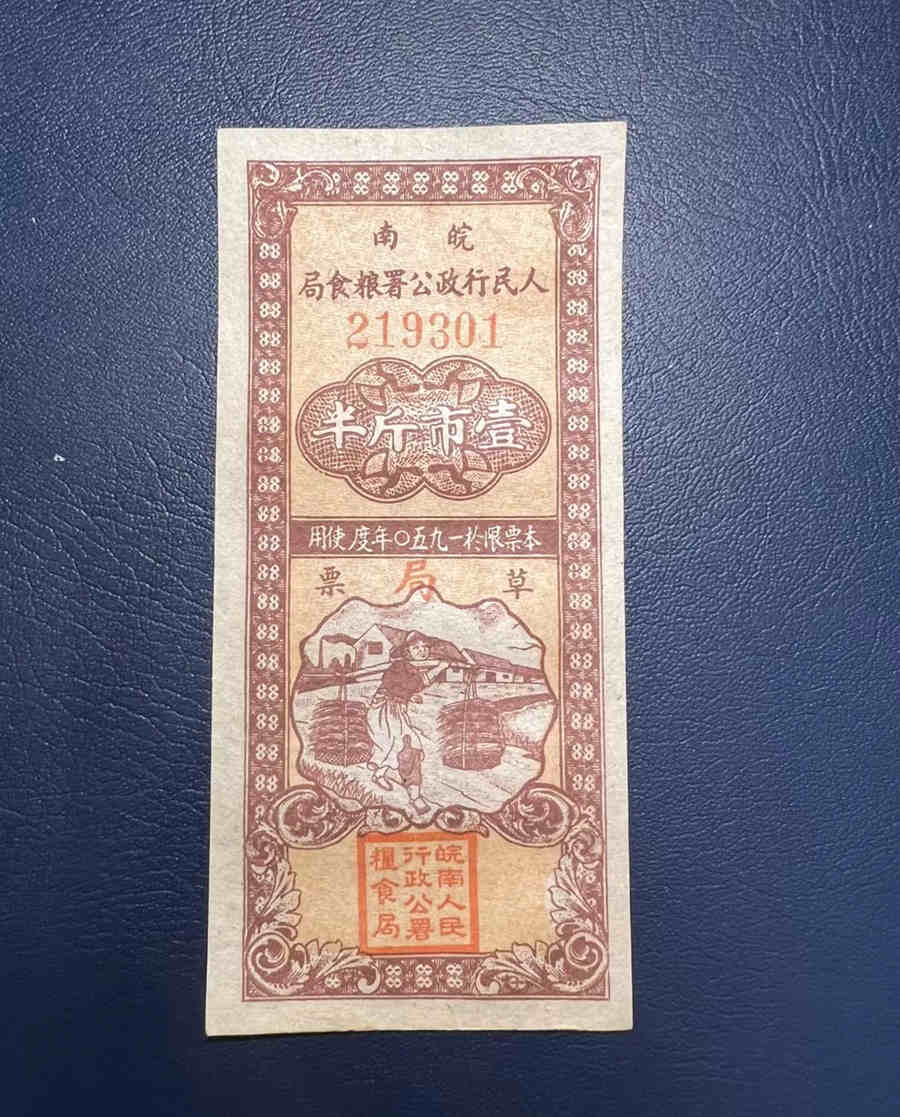 皖南
人民行政公署粮食局
219301
壹市斤半
本票限於一九五〇年度使用
草局票
皖南人民
行政公署
糧食局